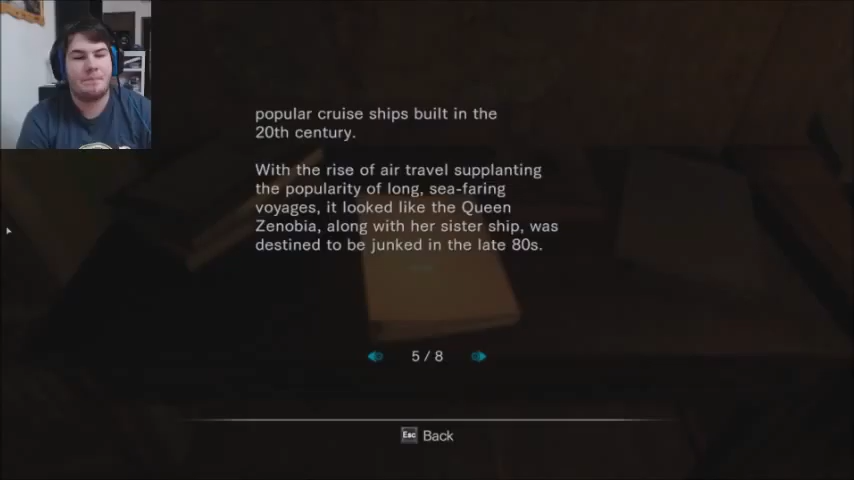 popular cruise ships built in the
20th century.
With the rise of air travel supplanting
the popularity of long, sea-faring
voyages, it looked like the Queen
Zenobia, along with her sister ship, was
destined to be junked in the late 80s.
5 / 8
Esc Back